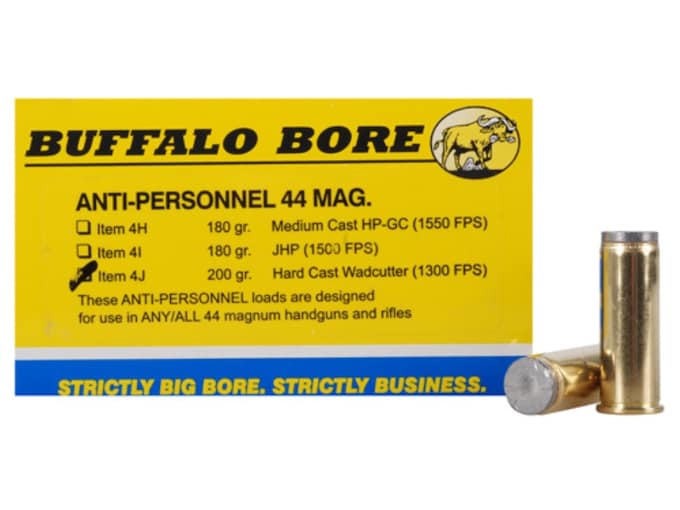 BUFFALO BORE
ANTI-PERSONNEL 44 MAG.
Item 4H 180 gr. Medium Cast HP-GC (1550 FPS)
Item 4I 180 gr. JHP (1500 FPS)
Item 4J 200 gr. Hard Cast Wadcutter (1300 FPS)
These ANTI-PERSONNEL loads are designed
for use in ANY/ALL 44 magnum handguns and rifles
STRICTLY BIG BORE. STRICTLY BUSINESS.